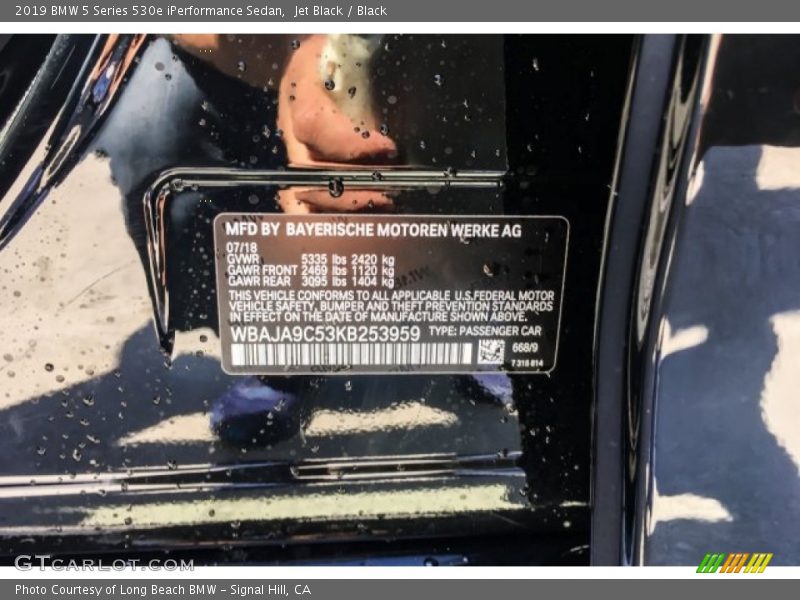 2019 BMW 5 Series 530e iPerformance Sedan, Jet Black / Black
MFD BY BAYERISCHE MOTOREN WERKE AG
07/18
GVWR 5335 lbs 2420 kg
GAWR FRONT 2469 lbs 1120 kg
GAWR REAR 3095 lbs 1404 kg
THIS VEHICLE CONFORMS TO ALL APPLICABLE U.S.FEDERAL MOTOR
VEHICLE SAFETY, BUMPER AND THEFT PREVENTION STANDARDS
IN EFFECT ON THE DATE OF MANUFACTURE SHOWN ABOVE.
WBAJA9C53KB253959 TYPE: PASSENGER CAR
668/9
7 318 814
GTCARLOT.COM
Photo Courtesy of Long Beach BMW - Signal Hill, CA